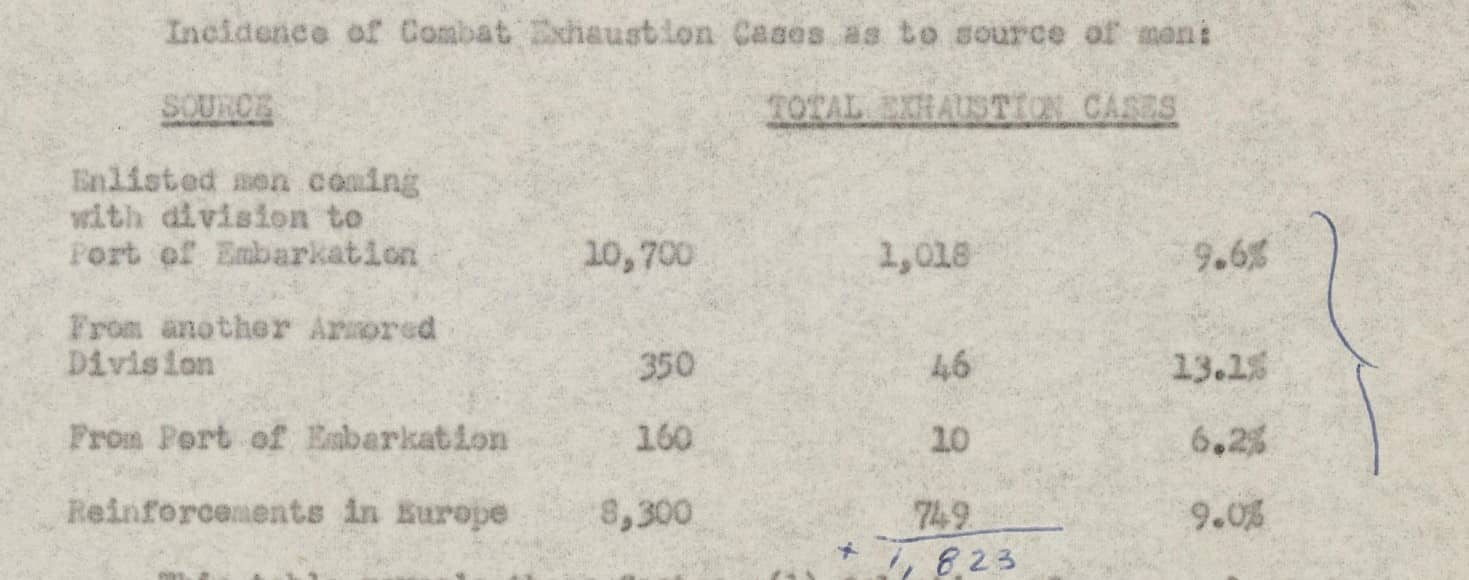 Incidence of Combat Exhaustion Cases as to source of men:
SOURCE TOTAL EXHAUSTION CASES
Enlisted men coming
with division to
Port of Embarkation 10,700 1,018 9.6%
From another Armored
Division 350 46 13.1%
From Port of Embarkation 160 10 6.2%
Reinforcements in Europe 8,300 749 9.0%
+ 1,823